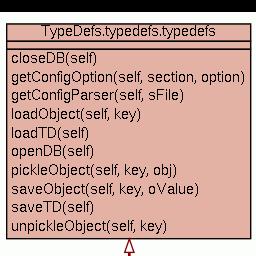 TypeDefs.typedefs.typedefs
closeDB(self)
getConfigOption(self, section, option)
getConfigParser(self, sFile)
loadObject(self, key)
loadTD(self)
openDB(self)
pickleObject(self, key, obj)
saveObject(self, key, oValue)
saveTD(self)
unpickleObject(self, key)